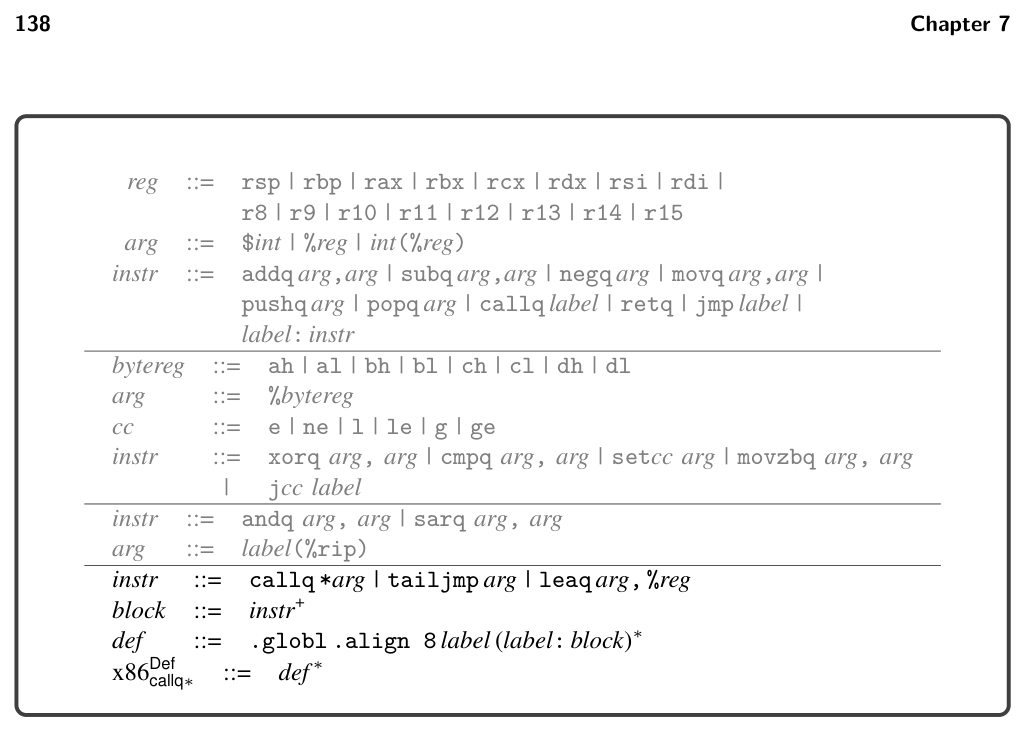 138 Chapter 7
reg ::= rsp | rbp | rax | rbx | rcx | rdx | rsi | rdi |
r8 | r9 | r10 | r11 | r12 | r13 | r14 | r15
arg ::= $int | %reg | int(%reg)
instr ::= addq arg,arg | subq arg,arg | negq arg | movq arg,arg |
pushq arg | popq arg | callq label | retq | jmp label |
label: instr
bytereg ::= ah | al | bh | bl | ch | cl | dh | dl
arg ::= %bytereg
cc ::= e | ne | l | le | g | ge
instr ::= xorq arg, arg | cmpq arg, arg | setcc arg | movzbq arg, arg
| jcc label
instr ::= andq arg, arg | sarq arg, arg
arg ::= label(%rip)
instr ::= callq *arg | tailjmp arg | leaq arg, %reg
block ::= instr⁺
def ::= .globl .align 8 label (label: block)*
x86^Def_callq* ::= def*